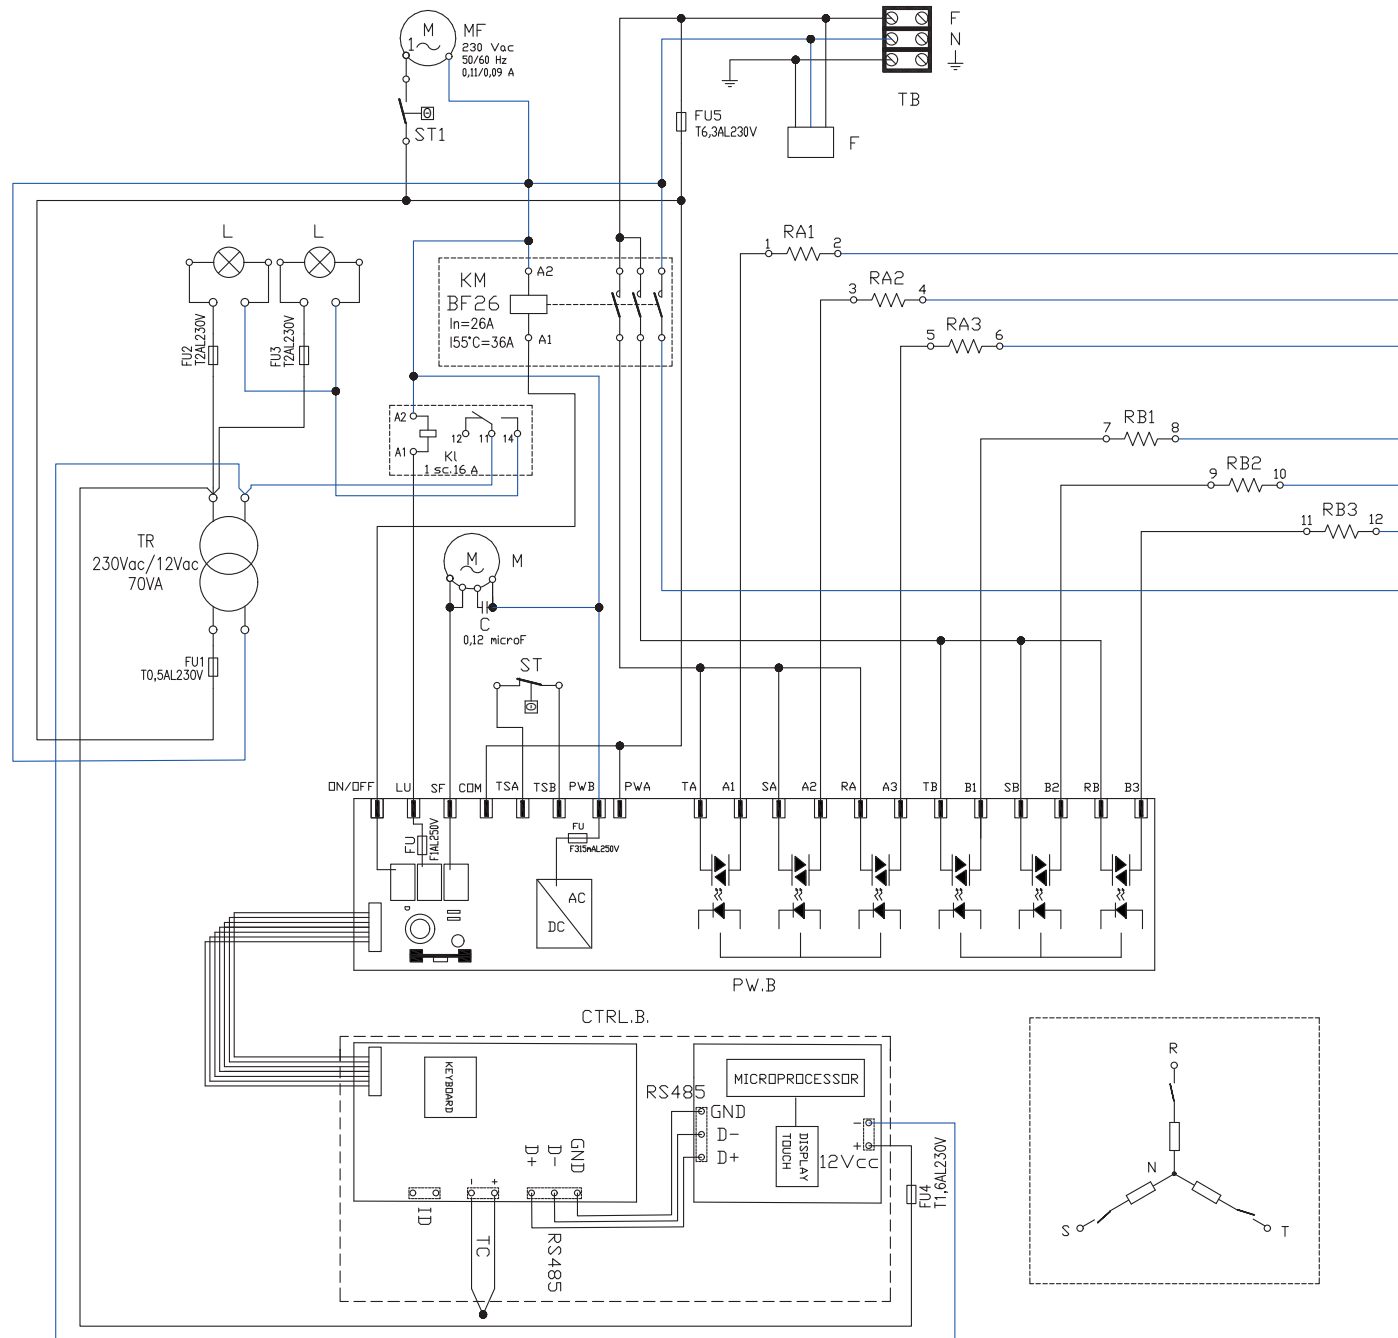 M
1
MF
230 Vac
50/60 Hz
0,11/0,09 A
ST1
FU5
T6,3AL230V
F
N
TB
F
L
L
FU2
T2AL230V
FU3
T2AL230V
KM
BF26
In=26A
I55°C=36A
A2
A1
RA1
1
2
RA2
3
4
RA3
5
6
RB1
7
8
RB2
9
10
RB3
11
12
A2
A1
12
11
14
KI
1 sc.16 A
TR
230Vac/12Vac
70VA
FU1
T0,5AL230V
M
M
C
0,12 microF
ST
ON/OFF
LU
SF
COM
TSA
TSB
PWB
PWA
TA
A1
SA
A2
RA
A3
TB
B1
SB
B2
RB
B3
FU
F1AL250V
FU
F315mAL250V
AC
DC
PW.B
CTRL.B.
KEYBOARD
RS485
MICROPROCESSOR
GND
D-
D+
DISPLAY
TOUCH
-
+
12Vcc
FU4
T1,6AL230V
D+
D-
GND
-
+
ID
TC
RS485
R
N
S
T